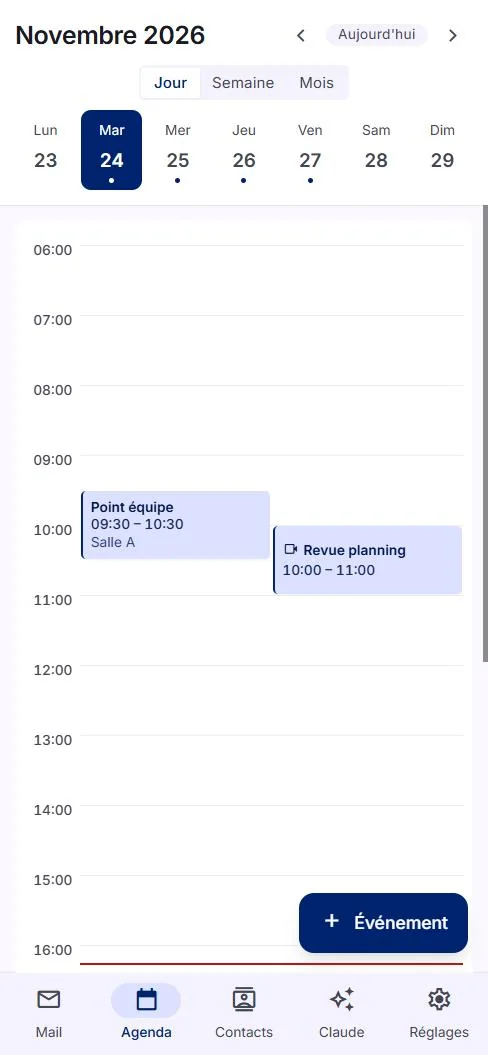 Novembre 2026
Aujourd'hui
Jour Semaine Mois
Lun Mar Mer Jeu Ven Sam Dim
23 24 25 26 27 28 29
06:00
07:00
08:00
09:00
Point équipe
09:30 – 10:30
Salle A
10:00
Revue planning
10:00 – 11:00
11:00
12:00
13:00
14:00
15:00
+ Événement
16:00
Mail Agenda Contacts Claude Réglages